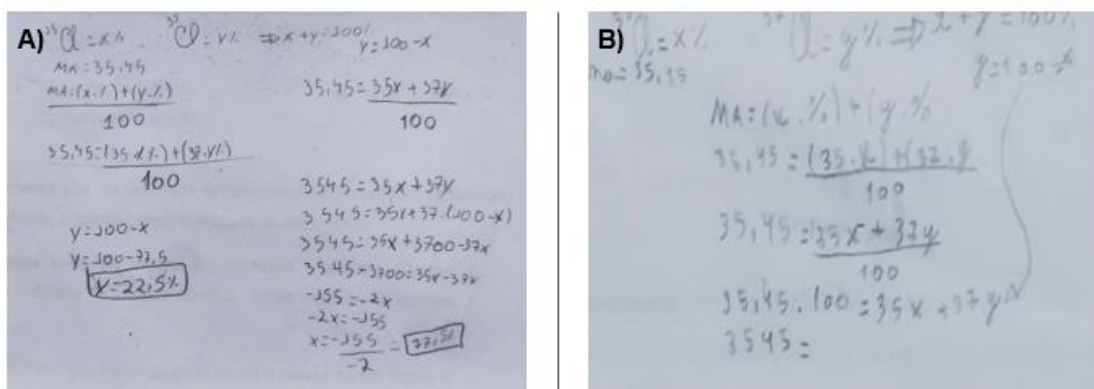 A)
³⁵Cl = x% ³⁷Cl = y% ⇒ x + y = 100%
y = 100 - x
MA = 35,45
MA = (x . %) + (y . %)
100
35,45 = (35 . x%) + (37 . y%)
100
y = 100 - x
y = 100 - 77,5
y = 22,5%
35,45 = 35x + 37y
100
3545 = 35x + 37y
3545 = 35x + 37 . (100 - x)
3545 = 35x + 3700 - 37x
3545 - 3700 = 35x - 37x
-155 = -2x
-2x = -155
x = -155 = 77,5%
-2
B)
Cl = x% Cl = y% ⇒ x + y = 100%
y = 100 - x
MA = 35,45
MA = (x . %) + (y . %
35,45 = (35 . x) + (37 . y
100
35,45 = 35x + 37y
100
35,45 . 100 = 35x + 37y
3545 =